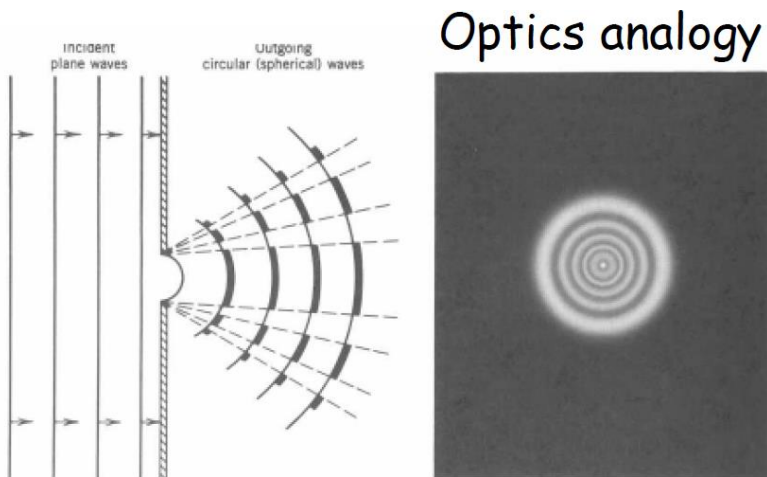 Optics analogy
Incident
plane waves
Outgoing
circular (spherical) waves